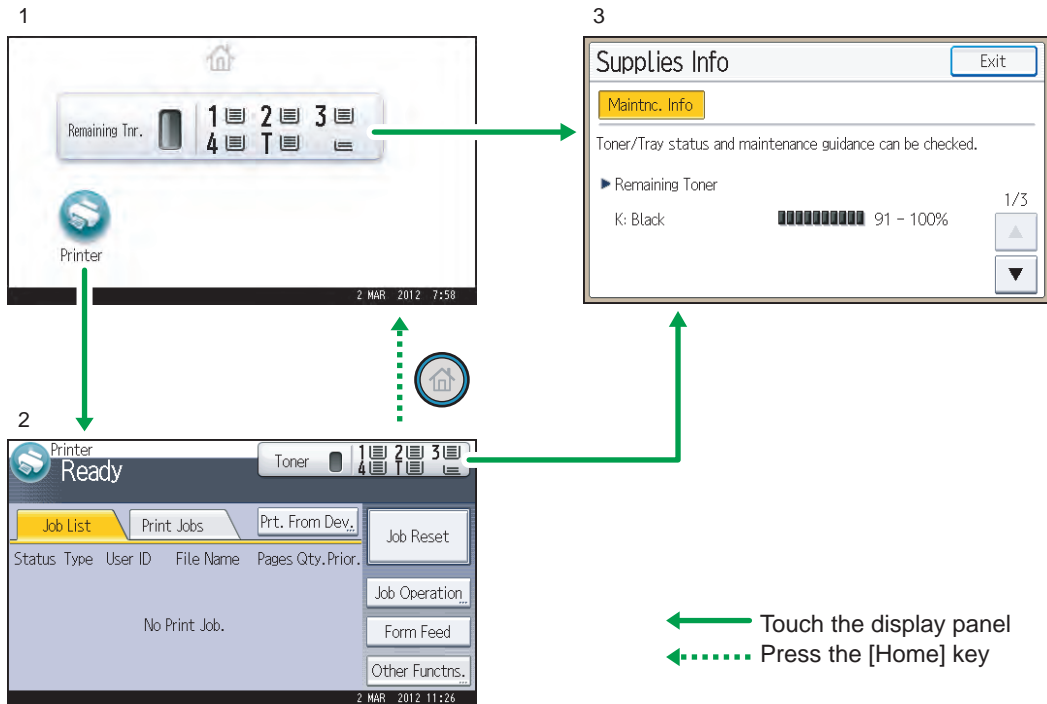 1
Remaining Tnr.
1 2 3
4 T
Printer
2 MAR 2012 7:58
3
Supplies Info
Exit
Maintnc. Info
Toner/Tray status and maintenance guidance can be checked.
Remaining Toner
K: Black 91 - 100%
1/3
2
Printer
Ready
Toner
1 2 3
4 T
Job List
Print Jobs
Prt. From Dev.
Job Reset
Status Type User ID File Name Pages Qty. Prior.
Job Operation
No Print Job.
Form Feed
Other Functns.
2 MAR 2012 11:26
Touch the display panel
Press the [Home] key